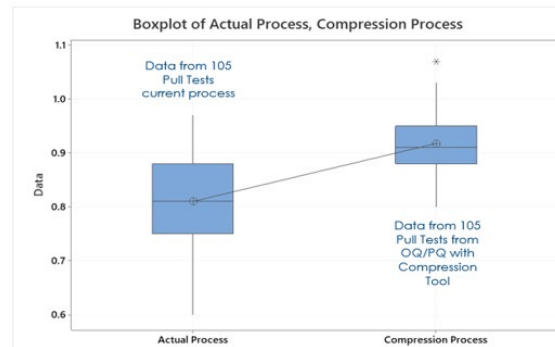 Boxplot of Actual Process, Compression Process
1.1
1.0
0.9
0.8
0.7
0.6
Data
Data from 105
Pull Tests
current process
Data from 105
Pull Tests from
OQ/PQ with
Compression
Tool
Actual Process
Compression Process